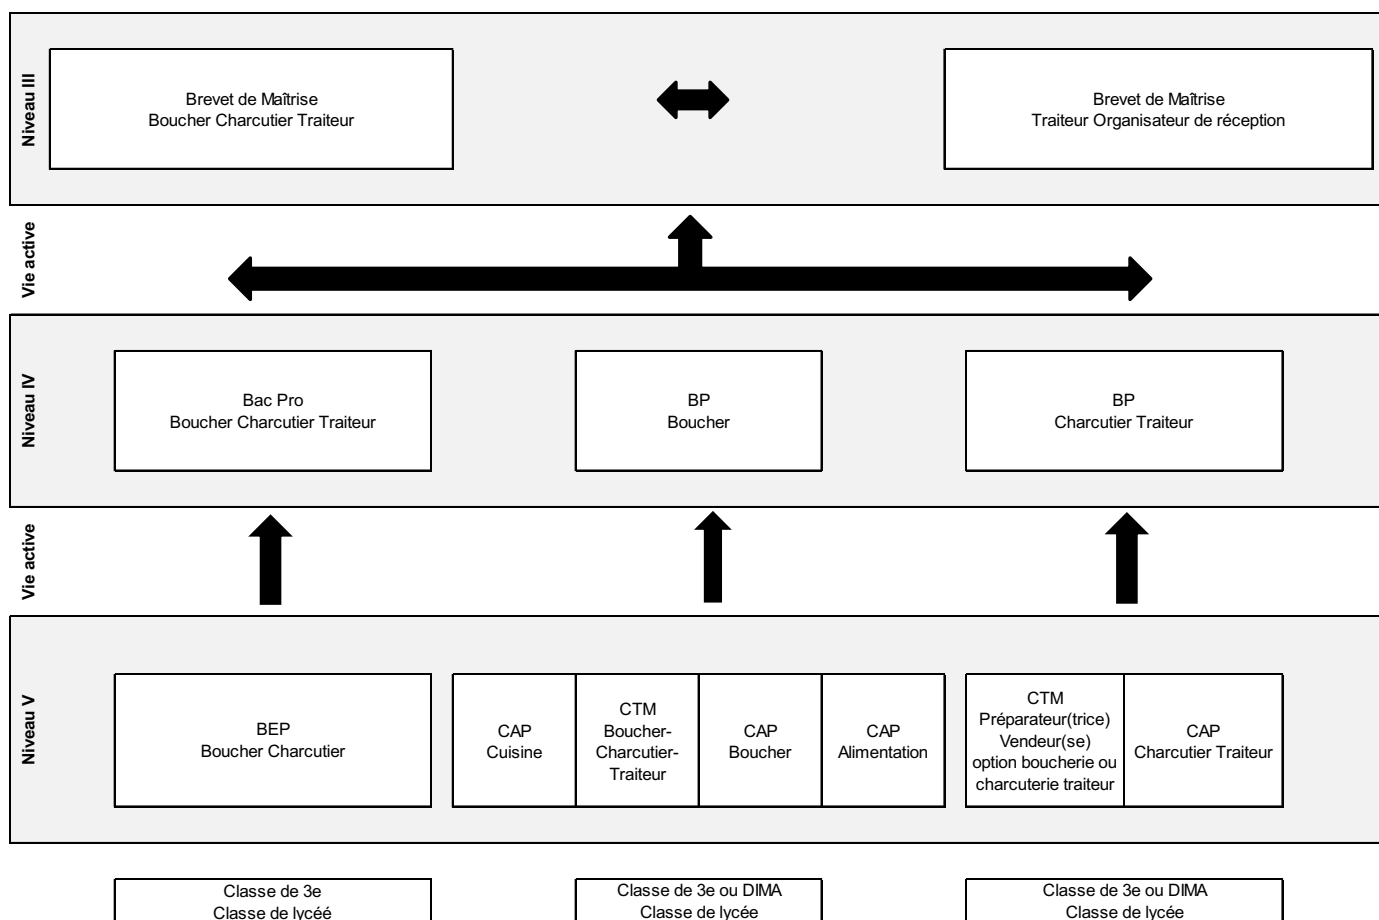 Niveau III
Brevet de Maîtrise
Boucher Charcutier Traiteur
Brevet de Maîtrise
Traiteur Organisateur de réception
Vie active
Niveau IV
Bac Pro
Boucher Charcutier Traiteur
BP
Boucher
BP
Charcutier Traiteur
Vie active
Niveau V
BEP
Boucher Charcutier
CAP
Cuisine
CTM
Boucher-
Charcutier-
Traiteur
CAP
Boucher
CAP
Alimentation
CTM
Préparateur(trice)
Vendeur(se)
option boucherie ou
charcuterie traiteur
CAP
Charcutier Traiteur
Classe de 3e
Classe de lycéé
Classe de 3e ou DIMA
Classe de lycée
Classe de 3e ou DIMA
Classe de lycée